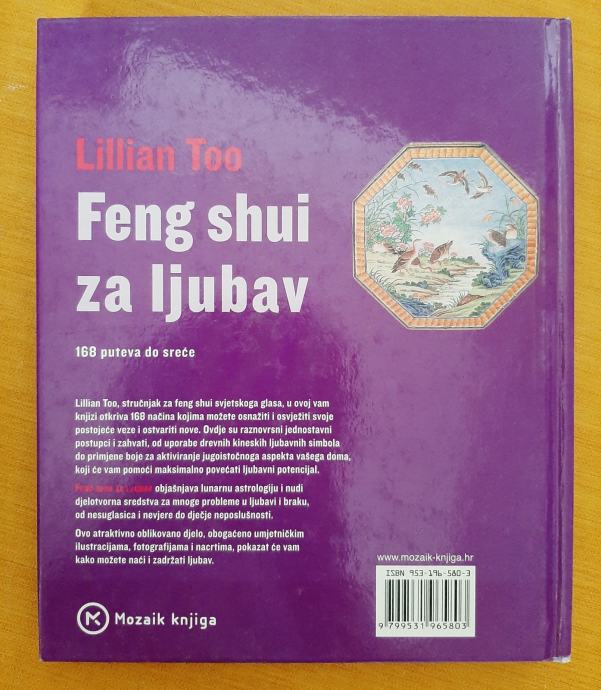 Lillian Too
Feng shui
za ljubav
168 puteva do sreće
Lillian Too, stručnjak za feng shui svjetskoga glasa, u ovoj vam
knjizi otkriva 168 načina kojima možete osnažiti i osvježiti svoje
postojeće veze i ostvariti nove. Ovdje su raznovrsni jednostavni
postupci i zahvati, od uporabe drevnih kineskih ljubavnih simbola
do primjene boje za aktiviranje jugoistočnoga aspekta vašega doma,
koji će vam pomoći maksimalno povećati ljubavni potencijal.
Feng shui za ljubav objašnjava lunarnu astrologiju i nudi
djelotvorna sredstva za mnoge probleme u ljubavi i braku,
od nesuglasica i nevjere do dječje neposlušnosti.
Ovo atraktivno oblikovano djelo, obogaćeno umjetničkim
ilustracijama, fotografijama i nacrtima, pokazat će vam
kako možete naći i zadržati ljubav.
www.mozaik-knjiga.hr
ISBN 953-196-580-3
9 799531 965803
Mozaik knjiga